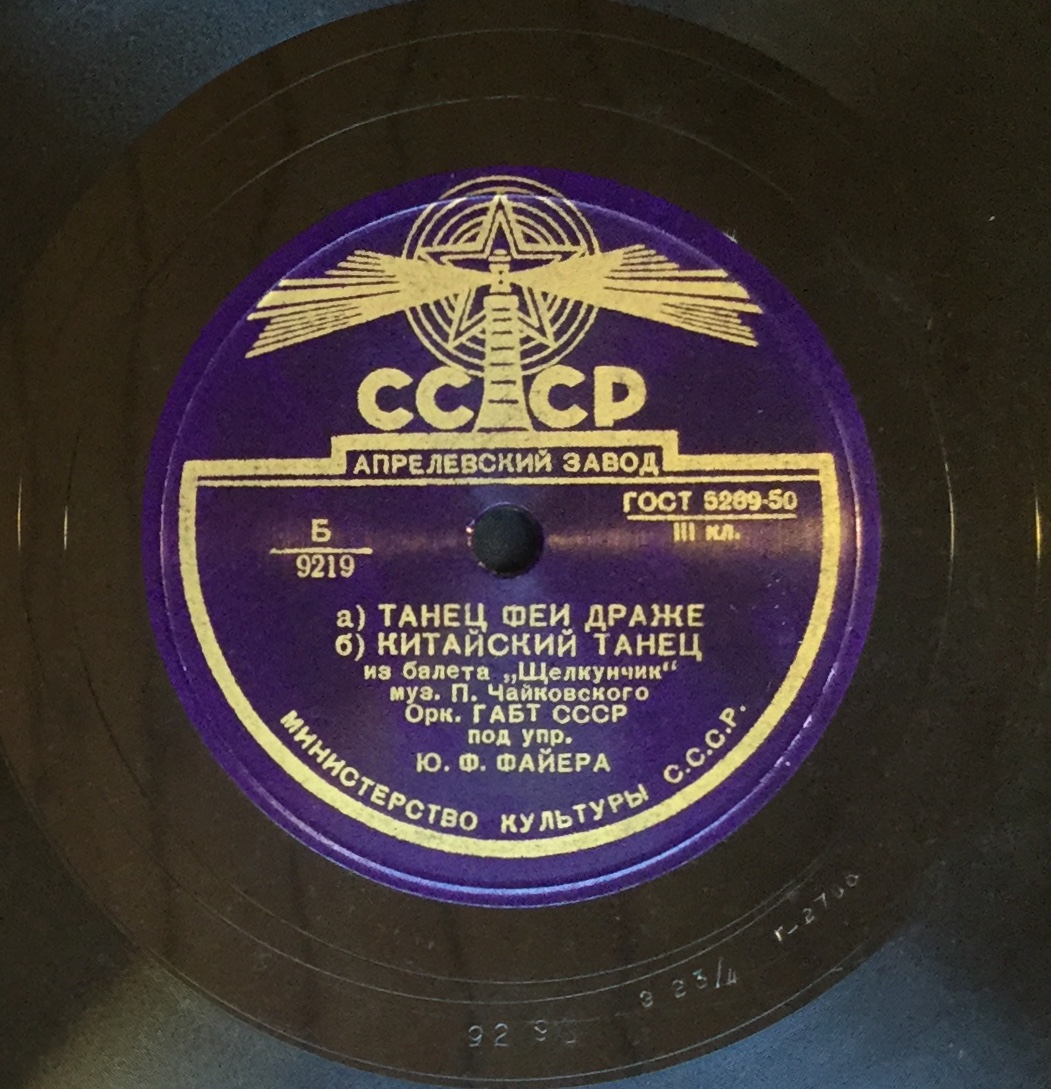 СССР
АПРЕЛЕВСКИЙ ЗАВОД
ГОСТ 5289-50
III кл.
Б
9219
а) ТАНЕЦ ФЕИ ДРАЖЕ
б) КИТАЙСКИЙ ТАНЕЦ
из балета „Щелкунчик“
муз. П. Чайковского
Орк. ГАБТ СССР
под упр.
Ю. Ф. ФАЙЕРА
МИНИСТЕРСТВО КУЛЬТУРЫ С.С.С.Р.